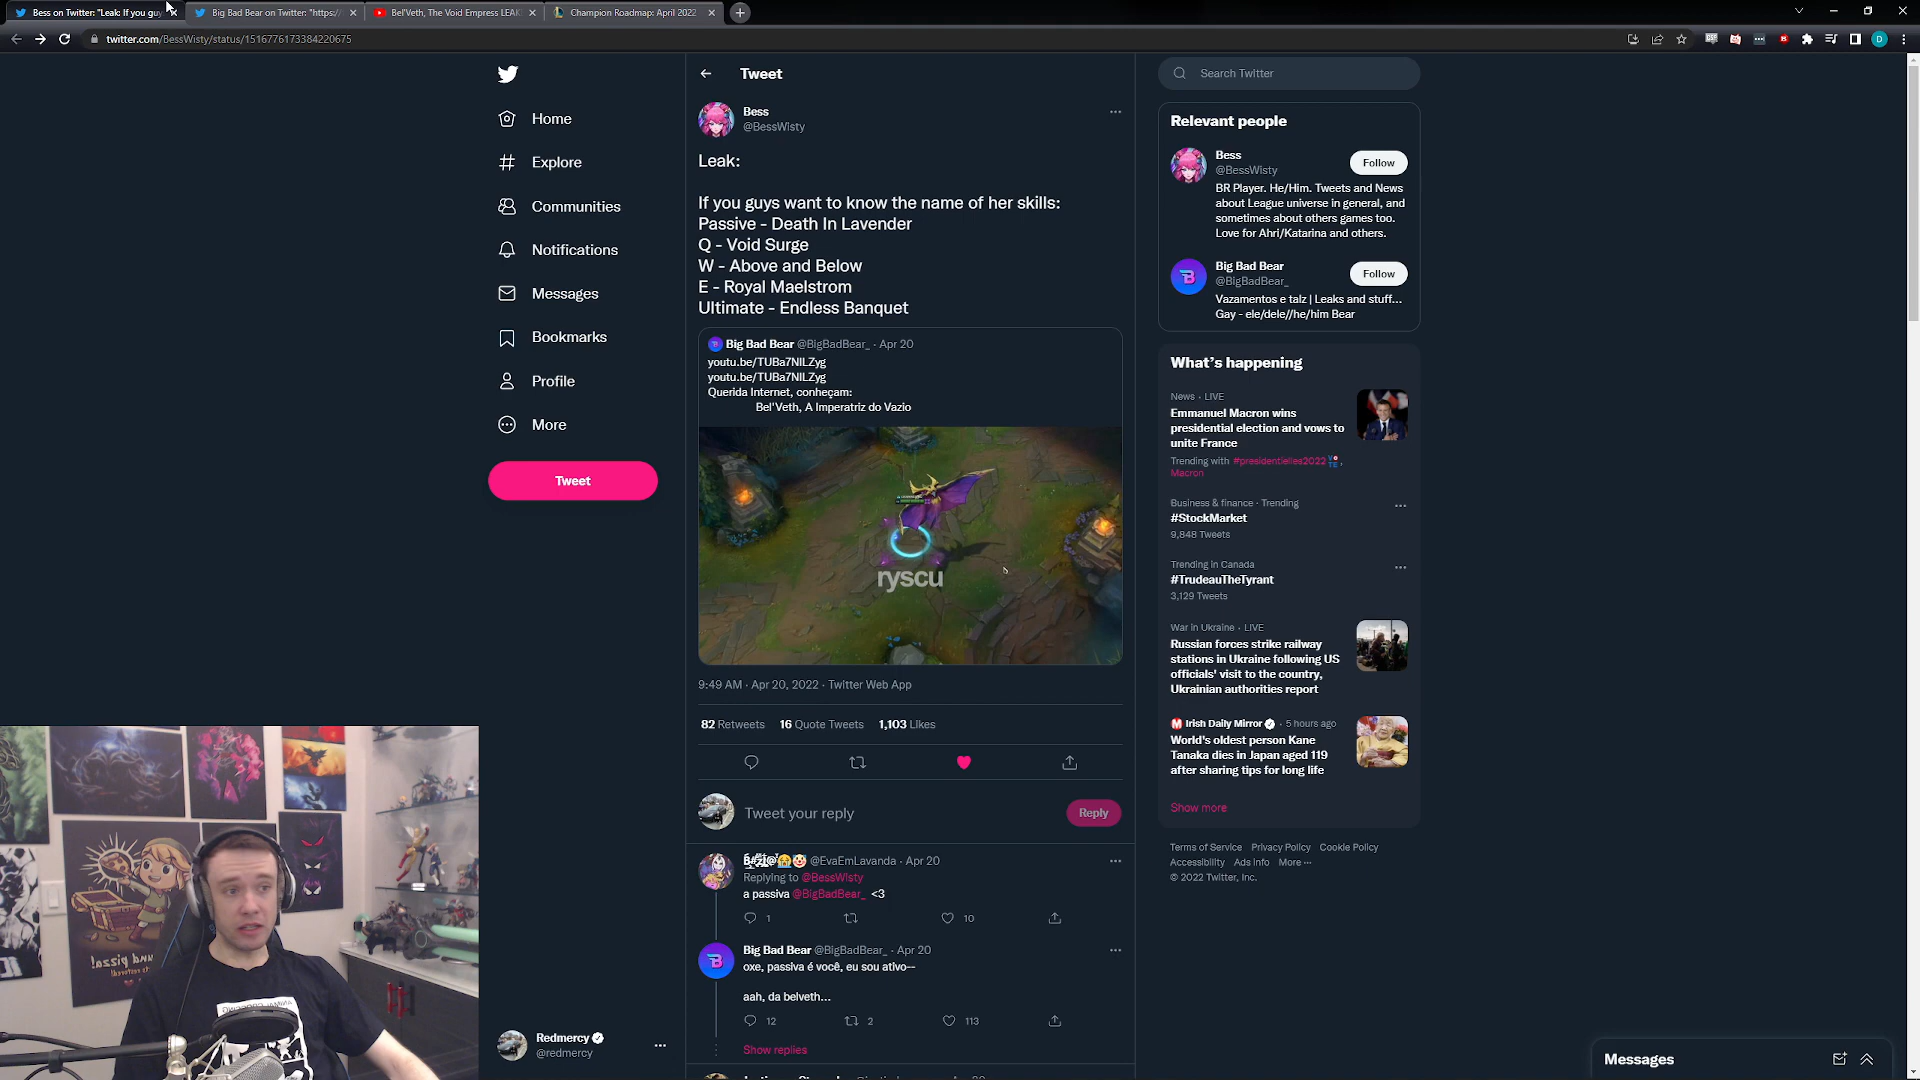 Bess on Twitter: "Leak: If you guy
Big Bad Bear on Twitter: "https:/
Bel'Veth, The Void Empress LEAK
Champion Roadmap: April 2022
twitter.com/BessWisty/status/1516776173384220675
Home
Explore
Communities
Notifications
Messages
Bookmarks
Profile
More
Tweet
Redmercy
@redmercy
Tweet
Bess
@BessWisty
Leak:
If you guys want to know the name of her skills:
Passive - Death In Lavender
Q - Void Surge
W - Above and Below
E - Royal Maelstrom
Ultimate - Endless Banquet
Big Bad Bear @BigBadBear_ · Apr 20
youtu.be/TUBa7NlLZyg
youtu.be/TUBa7NlLZyg
Querida Internet, conheçam:
Bel'Veth, A Imperatriz do Vazio
ryscu
9:49 AM · Apr 20, 2022 · Twitter Web App
82 Retweets 16 Quote Tweets 1,103 Likes
Tweet your reply
Reply
@EvaEmLavanda · Apr 20
Replying to @BessWisty
a passiva @BigBadBear_ <3
1 10
Big Bad Bear @BigBadBear_ · Apr 20
oxe, passiva é você, eu sou ativo--
aah, da belveth...
12 2 113
Show replies
Search Twitter
Relevant people
Bess
@BessWisty
Follow
BR Player. He/Him. Tweets and News
about League universe in general, and
sometimes about others games too.
Love for Ahri/Katarina and others.
Big Bad Bear
@BigBadBear_
Follow
Vazamentos e talz | Leaks and stuff...
Gay - ele/dele//he/him Bear
What's happening
News · LIVE
Emmanuel Macron wins
presidential election and vows to
unite France
Trending with #presidentielles2022,
Macron
Business & finance · Trending
#StockMarket
9,848 Tweets
Trending in Canada
#TrudeauTheTyrant
3,129 Tweets
War in Ukraine · LIVE
Russian forces strike railway
stations in Ukraine following US
officials' visit to the country,
Ukrainian authorities report
Irish Daily Mirror · 5 hours ago
World's oldest person Kane
Tanaka dies in Japan aged 119
after sharing tips for long life
Show more
Terms of Service Privacy Policy Cookie Policy
Accessibility Ads info More ···
© 2022 Twitter, Inc.
Messages